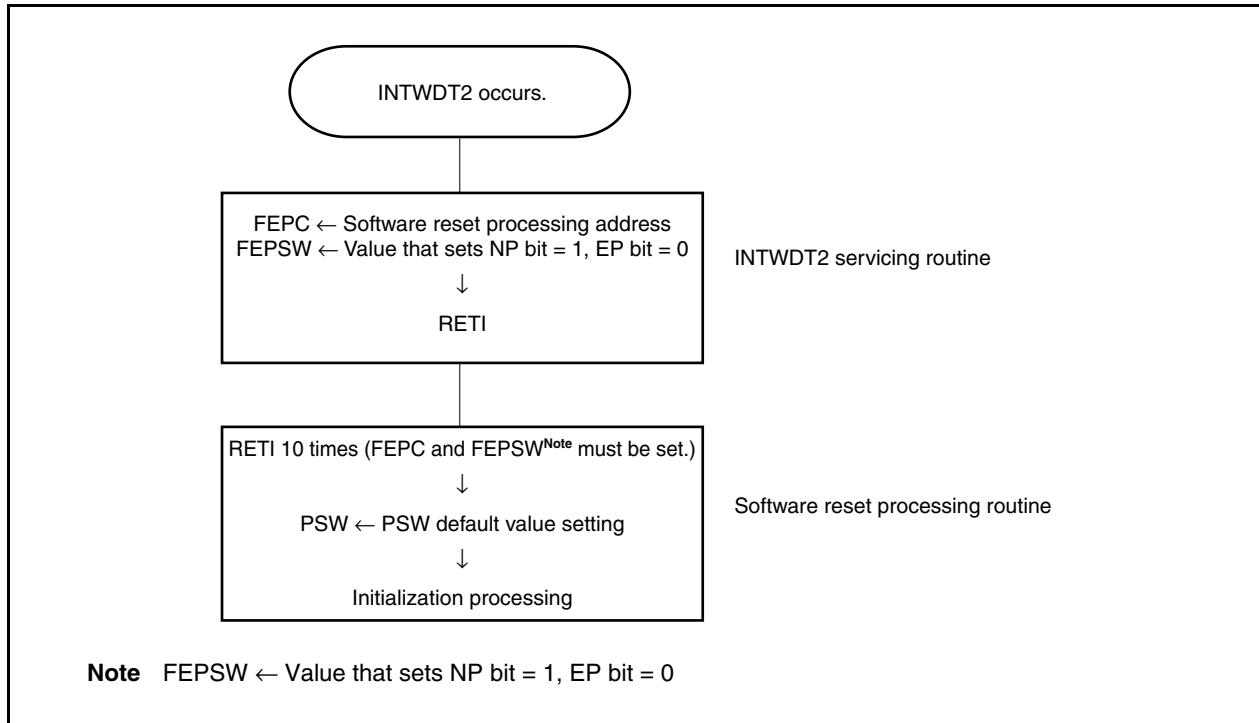 INTWDT2 occurs.
FEPC ← Software reset processing address
FEPSW ← Value that sets NP bit = 1, EP bit = 0
↓
RETI
INTWDT2 servicing routine
RETI 10 times (FEPC and FEPSWNote must be set.)
↓
PSW ← PSW default value setting
↓
Initialization processing
Software reset processing routine
Note FEPSW ← Value that sets NP bit = 1, EP bit = 0